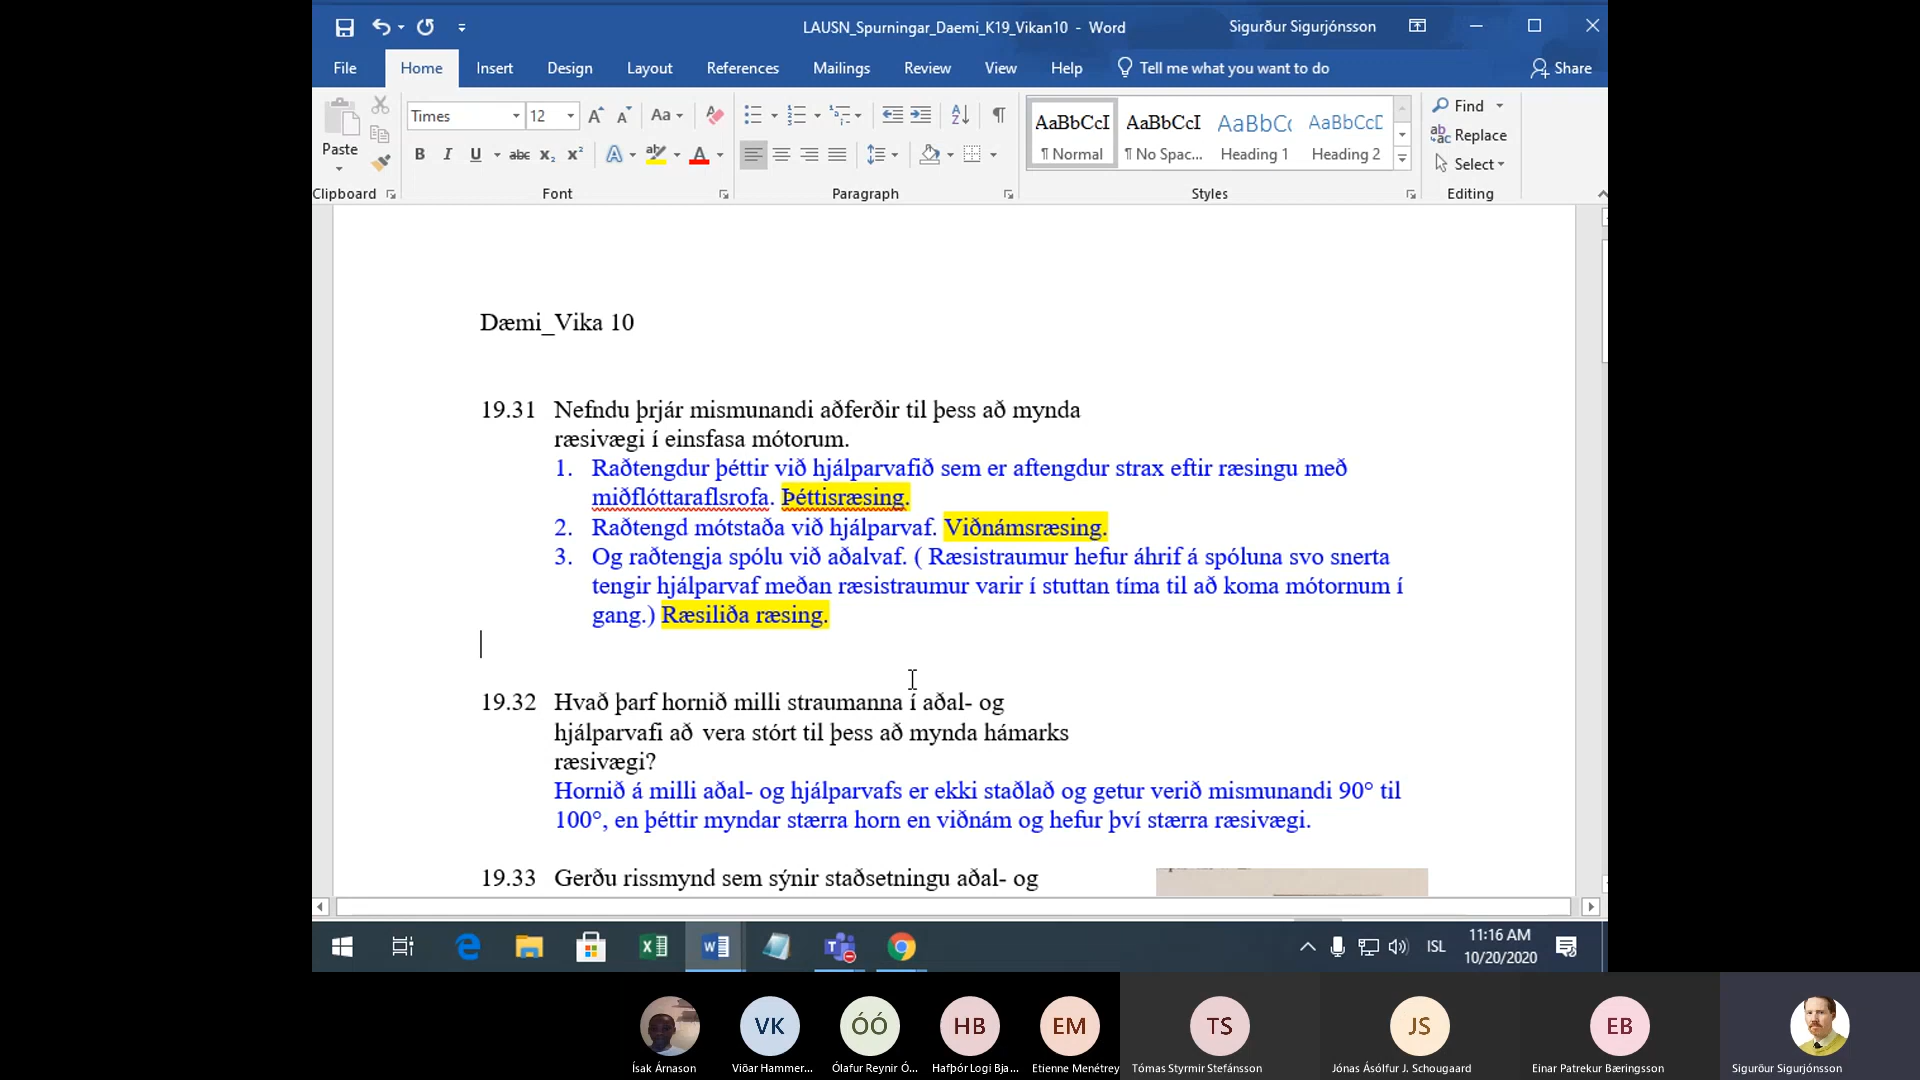 LAUSN_Spurningar_Daemi_K19_Vikan10 - Word
Sigurður Sigurjónsson
File Home Insert Design Layout References Mailings Review View Help Tell me what you want to do Share
Paste
Clipboard
Times 12
Aa
B I U abc x₂ x² A A
Font
Paragraph
AaBbCcI AaBbCcI AaBbCc AaBbCcD
¶ Normal ¶ No Spac... Heading 1 Heading 2
Styles
Find
Replace
Select
Editing
Dæmi_Vika 10
19.31 Nefndu þrjár mismunandi aðferðir til þess að mynda
ræsivægi í einsfasa mótorum.
1. Raðtengdur þéttir við hjálparvafið sem er aftengdur strax eftir ræsingu með
miðflóttaraflsrofa. Þéttisræsing.
2. Raðtengd mótstaða við hjálparvaf. Viðnámsræsing.
3. Og raðtengja spólu við aðalvaf. ( Ræsistraumur hefur áhrif á spóluna svo snerta
tengir hjálparvaf meðan ræsistraumur varir í stuttan tíma til að koma mótornum í
gang.) Ræsiliða ræsing.
19.32 Hvað þarf hornið milli straumanna í aðal- og
hjálparvafi að vera stórt til þess að mynda hámarks
ræsivægi?
Hornið á milli aðal- og hjálparvafs er ekki staðlað og getur verið mismunandi 90° til
100°, en þéttir myndar stærra horn en viðnám og hefur því stærra ræsivægi.
19.33 Gerðu rissmynd sem sýnir staðsetningu aðal- og
ISL
11:16 AM
10/20/2020
VK ÓÓ HB EM TS JS EB
Ísak Árnason Viðar Hammer... Ólafur Reynir Ó... Hafþór Logi Bja... Etienne Menétrey Tómas Styrmir Stefánsson Jónas Ásólfur J. Schougaard Einar Patrekur Bæringsson Sigurður Sigurjónsson